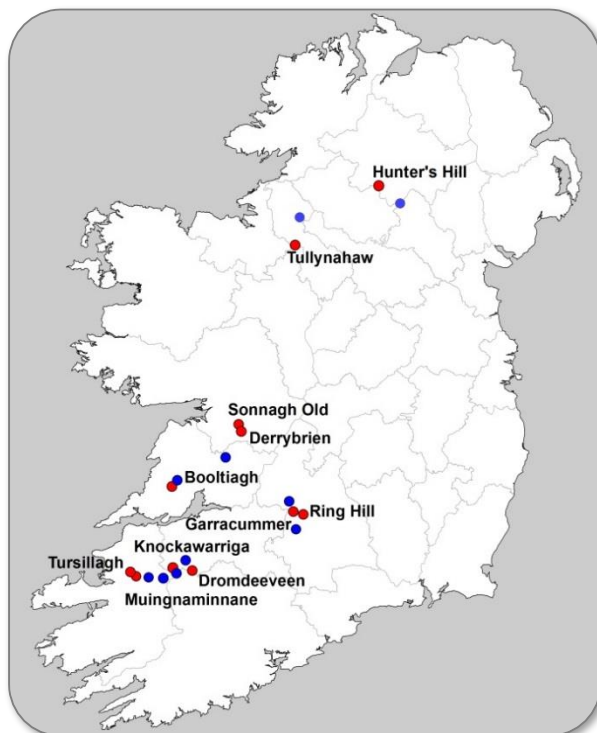 Hunter's Hill
Tullynahaw
Sonnagh Old
Derrybrien
Booltiagh
Ring Hill
Garracummer
Knockawarriga
Tursillagh
Dromdeeveen
Muingnaminnane